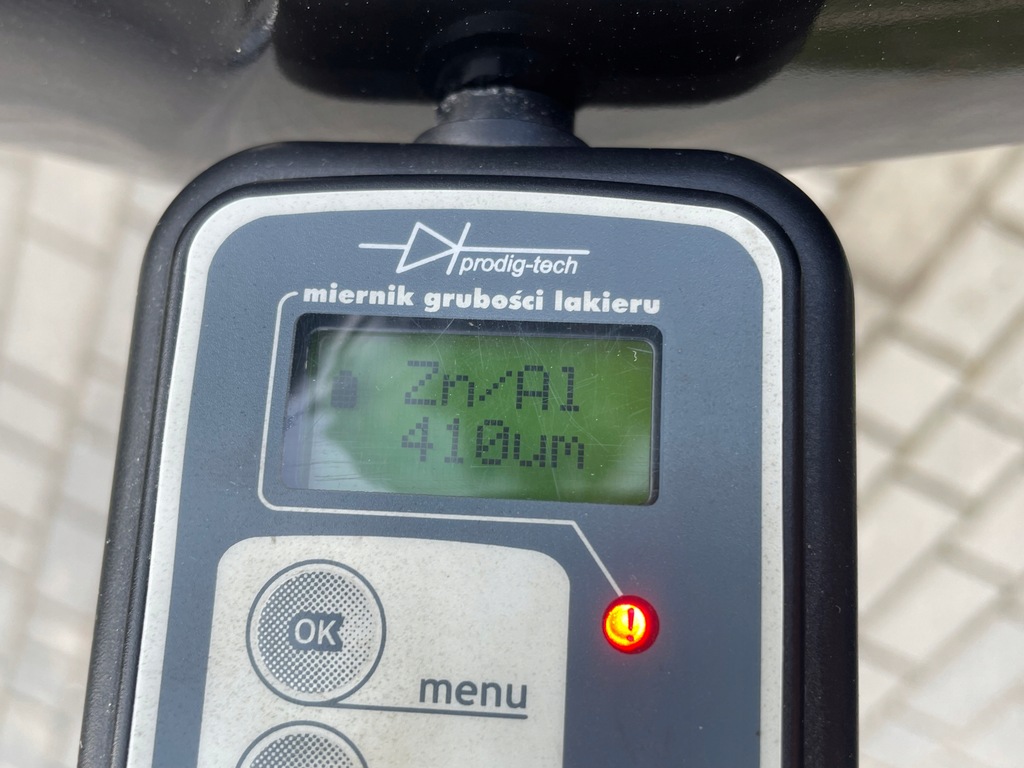 prodig-tech
miernik grubości lakieru
Zn/Al
410um
!
OK
menu